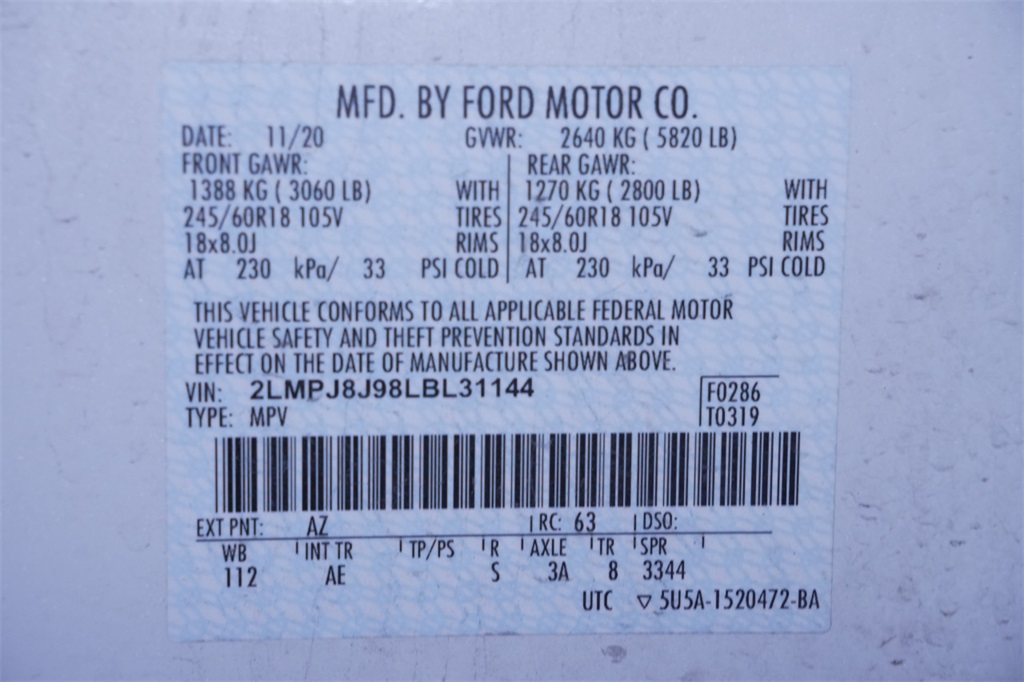 MFD. BY FORD MOTOR CO.
DATE: 11/20 GVWR: 2640 KG ( 5820 LB)
FRONT GAWR: REAR GAWR:
1388 KG ( 3060 LB) WITH 1270 KG ( 2800 LB) WITH
245/60R18 105V TIRES 245/60R18 105V TIRES
18x8.0J RIMS 18x8.0J RIMS
AT 230 kPa/ 33 PSI COLD AT 230 kPa/ 33 PSI COLD
THIS VEHICLE CONFORMS TO ALL APPLICABLE FEDERAL MOTOR
VEHICLE SAFETY AND THEFT PREVENTION STANDARDS IN
EFFECT ON THE DATE OF MANUFACTURE SHOWN ABOVE.
VIN: 2LMPJ8J98LBL31144 F0286
TYPE: MPV T0319
EXT PNT: AZ RC: 63 DSO:
WB INT TR TP/PS R AXLE TR SPR
112 AE S 3A 8 3344
UTC ▽ 5U5A-1520472-BA